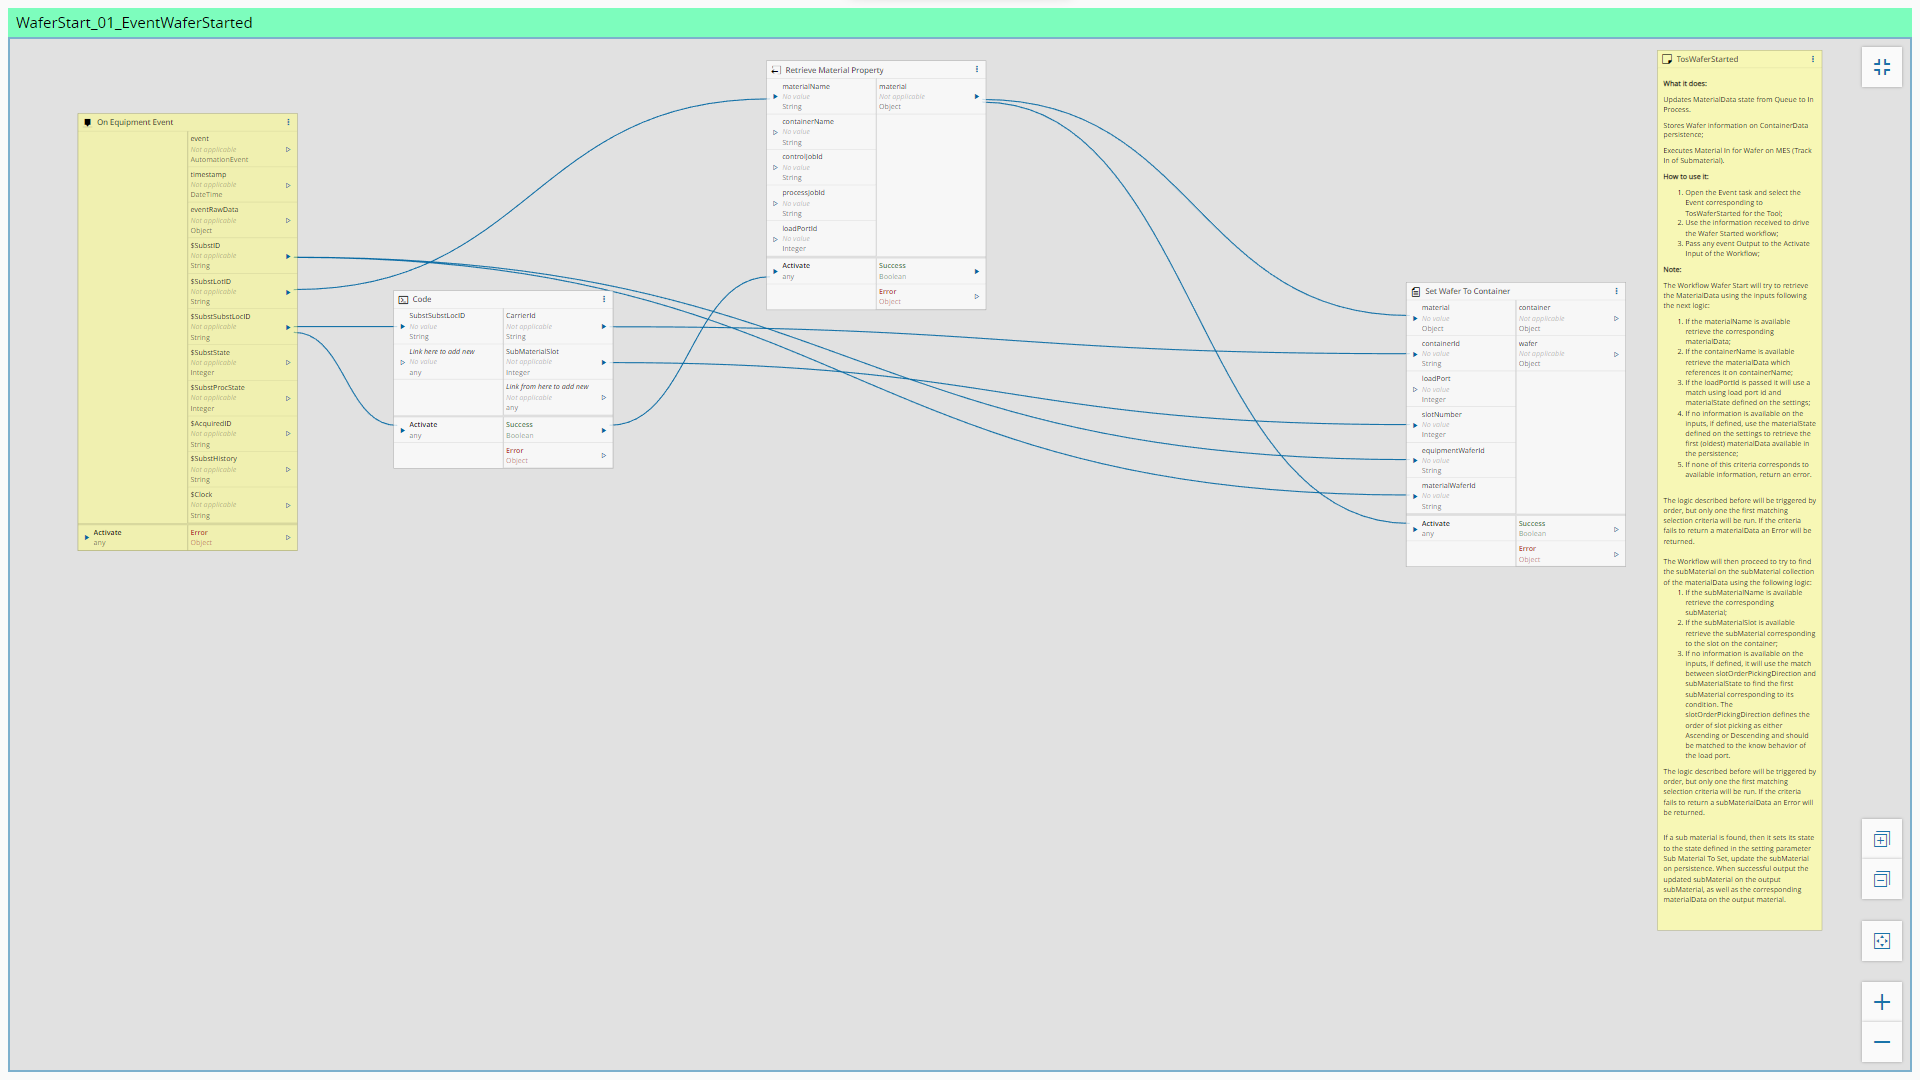 WaferStart_01_EventWaferStarted
On Equipment Event
event
Not applicable
AutomationEvent
timestamp
Not applicable
DateTime
eventRawData
Not applicable
Object
$SubstID
Not applicable
String
$SubstLotID
Not applicable
String
$SubstSubstLocID
Not applicable
String
$SubstState
Not applicable
Integer
$SubstProcState
Not applicable
Integer
$AcquiredID
Not applicable
String
$SubstHistory
Not applicable
String
$Clock
Not applicable
String
Activate
any
Error
Object
Code
SubstSubstLocID
No value
String
Link here to add new
No value
any
CarrierId
Not applicable
String
SubMaterialSlot
Not applicable
Integer
Link from here to add new
Not applicable
any
Activate
any
Success
Boolean
Error
Object
Retrieve Material Property
materialName
No value
String
containerName
No value
String
controlJobId
No value
String
processJobId
No value
String
loadPortId
No value
Integer
material
Not applicable
Object
Activate
any
Success
Boolean
Error
Object
Set Wafer To Container
material
No value
Object
containerId
No value
String
loadPort
No value
Integer
slotNumber
No value
Integer
equipmentWaferId
No value
String
materialWaferId
No value
String
container
Not applicable
Object
wafer
Not applicable
Object
Activate
any
Success
Boolean
Error
Object
TosWaferStarted
What it does:
Updates MaterialData state from Queue to In
Process.
Stores Wafer information on ContainerData
persistence;
Executes Material In for Wafer on MES (Track
In of Submaterial).
How to use it:
1. Open the Event task and select the
Event corresponding to
TosWaferStarted for the Tool;
2. Use the information received to drive
the Wafer Started workflow;
3. Pass any event Output to the Activate
Input of the Workflow;
Note:
The Workflow Wafer Start will try to retrieve
the MaterialData using the inputs following
the next logic:
1. If the materialName is available
retrieve the corresponding
materialData;
2. If the containerName is available
retrieve the materialData which
references it on containerName;
3. If the loadPortId is passed it will use a
match using load port id and
materialState defined on the settings;
4. If no information is available on the
inputs, if defined, use the materialState
defined on the settings to retrieve the
first (oldest) materialData available in
the persistence;
5. If none of this criteria corresponds to
available information, return an error.
The logic described before will be triggered by
order, but only one the first matching
selection criteria will be run. If the criteria
fails to return a materialData an Error will be
returned.
The Workflow will then proceed to try to find
the subMaterial on the subMaterial collection
of the materialData using the following logic:
1. If the subMaterialName is available
retrieve the corresponding
subMaterial;
2. If the subMaterialSlot is available
retrieve the subMaterial corresponding
to the slot on the container;
3. If no information is available on the
inputs, if defined, it will use the match
between slotOrderPickingDirection and
subMaterialState to find the first
subMaterial corresponding to its
condition. The
slotOrderPickingDirection defines the
order of slot picking as either
Ascending or Descending and should
be matched to the know behavior of
the load port.
The logic described before will be triggered by
order, but only one the first matching
selection criteria will be run. If the criteria
fails to return a subMaterialData an Error will
be returned.
If a sub material is found, then it sets its state
to the state defined in the setting parameter
Sub Material To Set, update the subMaterial
on persistence. When successful output the
updated subMaterial on the output
subMaterial, as well as the corresponding
materialData on the output material.